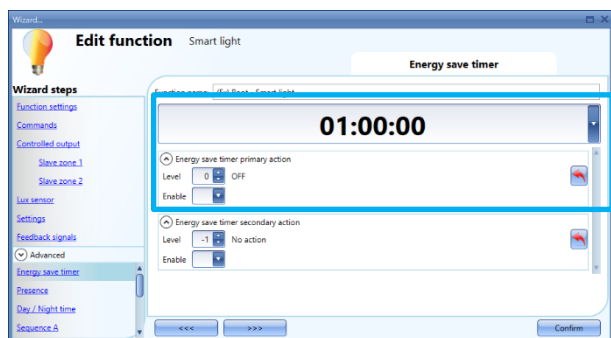 Wizard...
Edit function Smart light
Energy save timer
Wizard steps
Function settings
Commands
Controlled output
Slave zone 1
Slave zone 2
Lux sensor
Settings
Feedback signals
Advanced
Energy save timer
Presence
Day / Night time
Sequence A
Function name:
Root - Smart light
01:00:00
Energy save timer primary action
Level 0 OFF
Enable
Energy save timer secondary action
Level -1 No action
Enable
<<< >>> Confirm